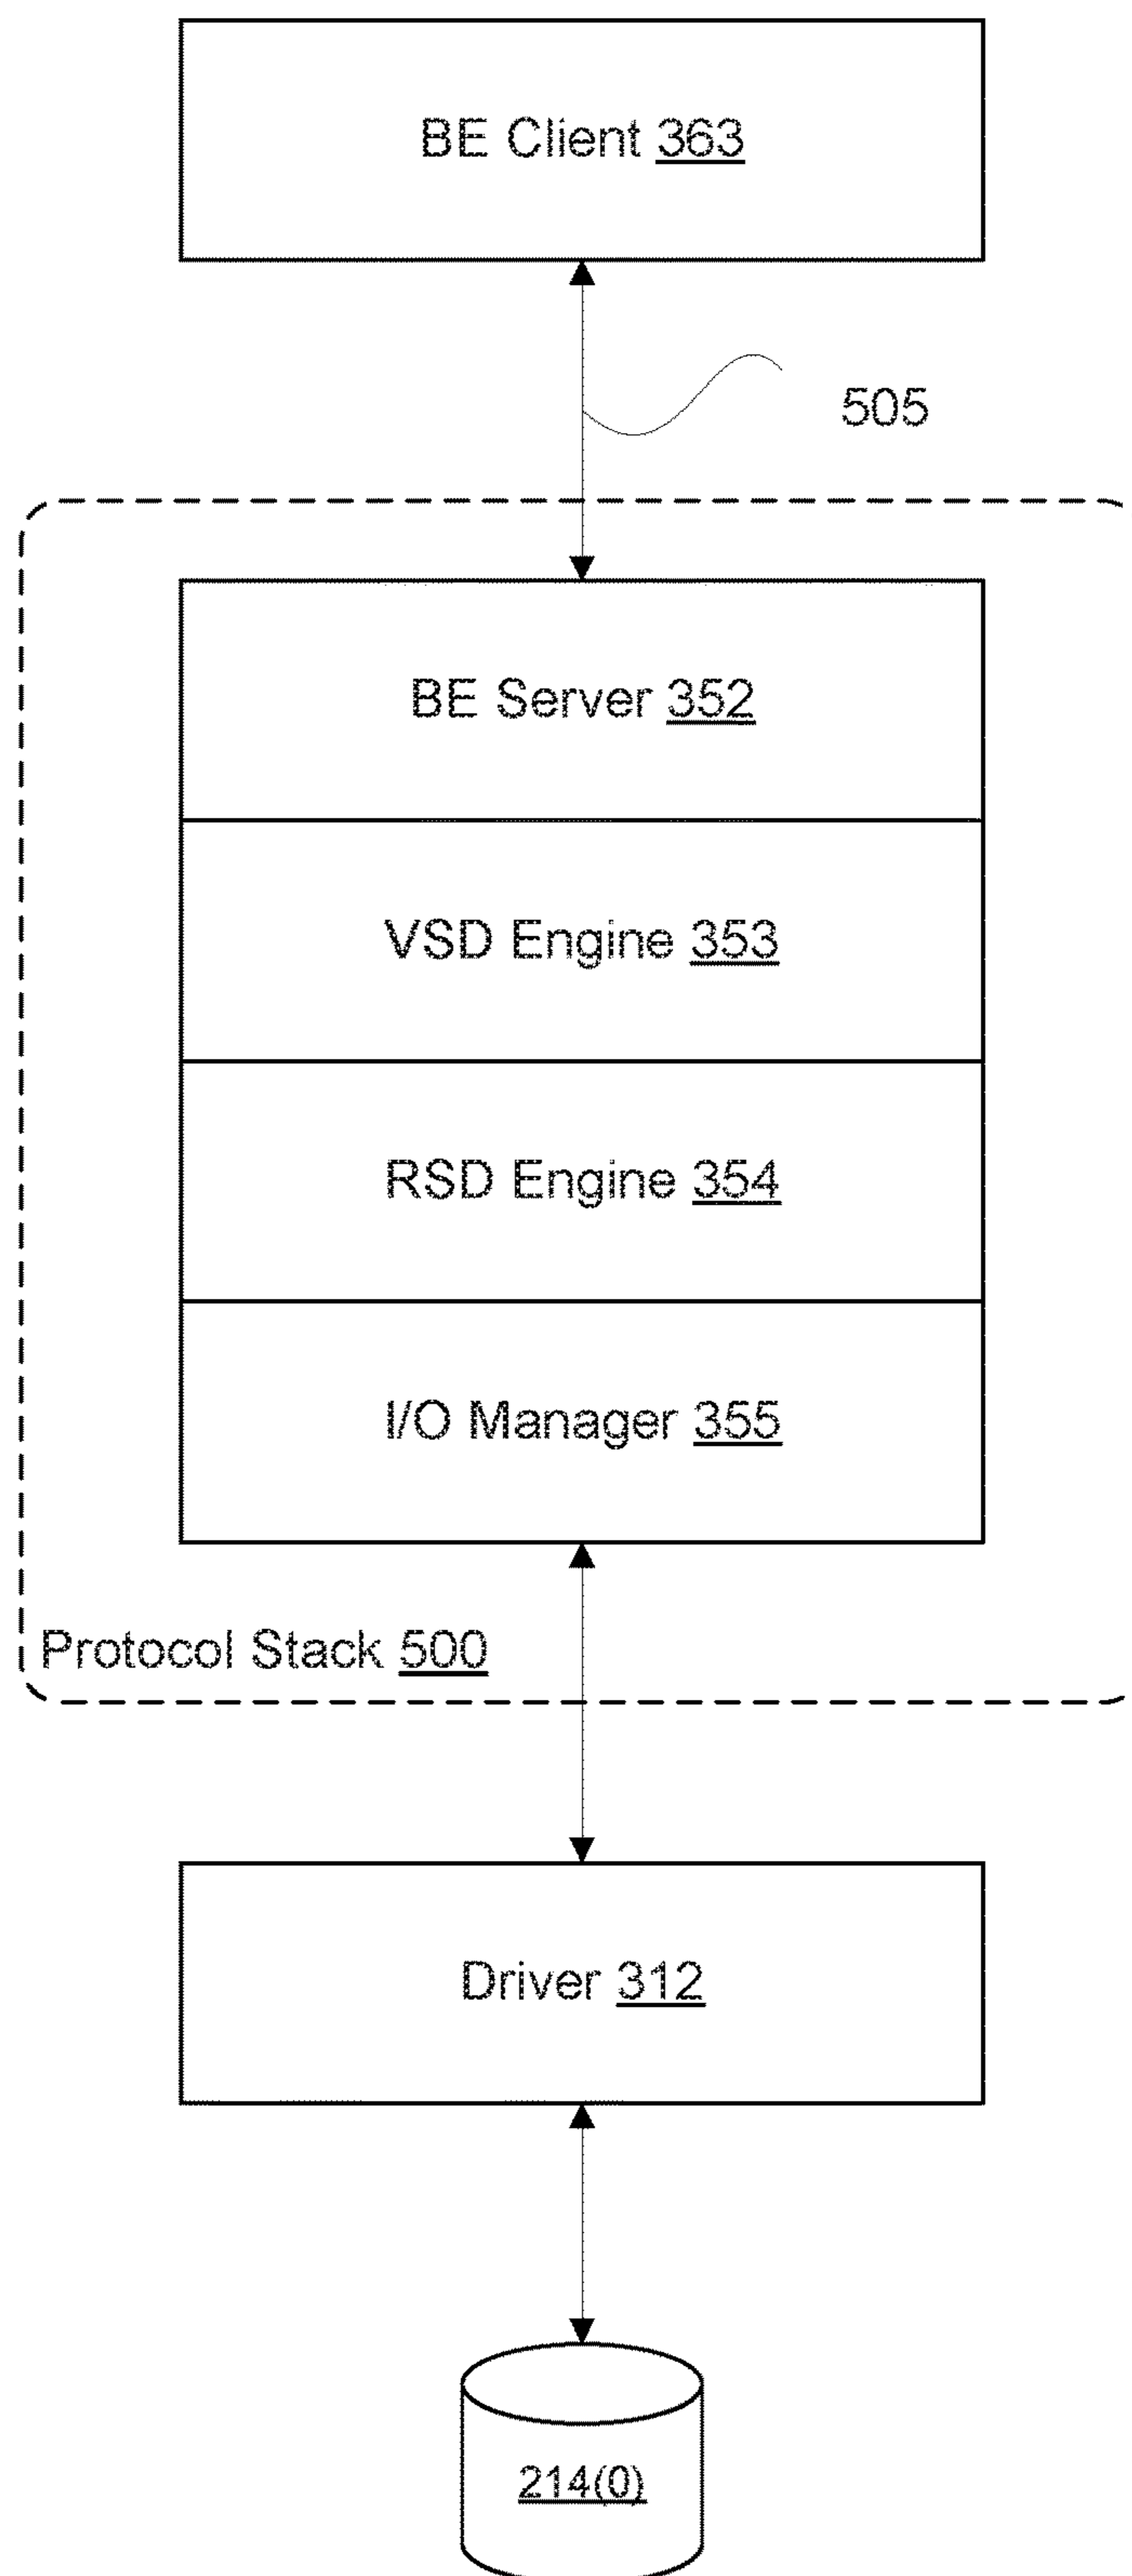 BE Client 363
505
BE Server 352
VSD Engine 353
RSD Engine 354
I/O Manager 355
Protocol Stack 500
Driver 312
214(0)